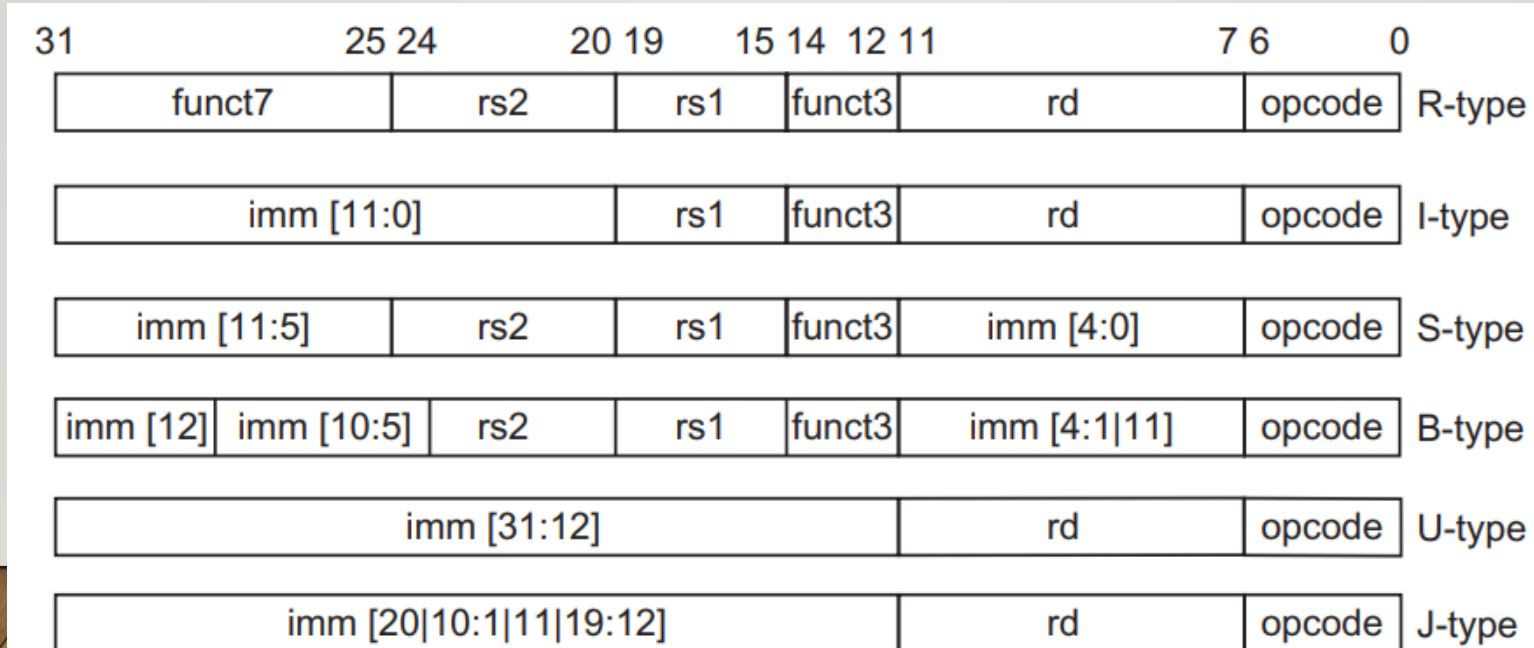 31 25 24 20 19 15 14 12 11 7 6 0
funct7 rs2 rs1 funct3 rd opcode R-type
imm [11:0] rs1 funct3 rd opcode I-type
imm [11:5] rs2 rs1 funct3 imm [4:0] opcode S-type
imm [12] imm [10:5] rs2 rs1 funct3 imm [4:1|11] opcode B-type
imm [31:12] rd opcode U-type
imm [20|10:1|11|19:12] rd opcode J-type